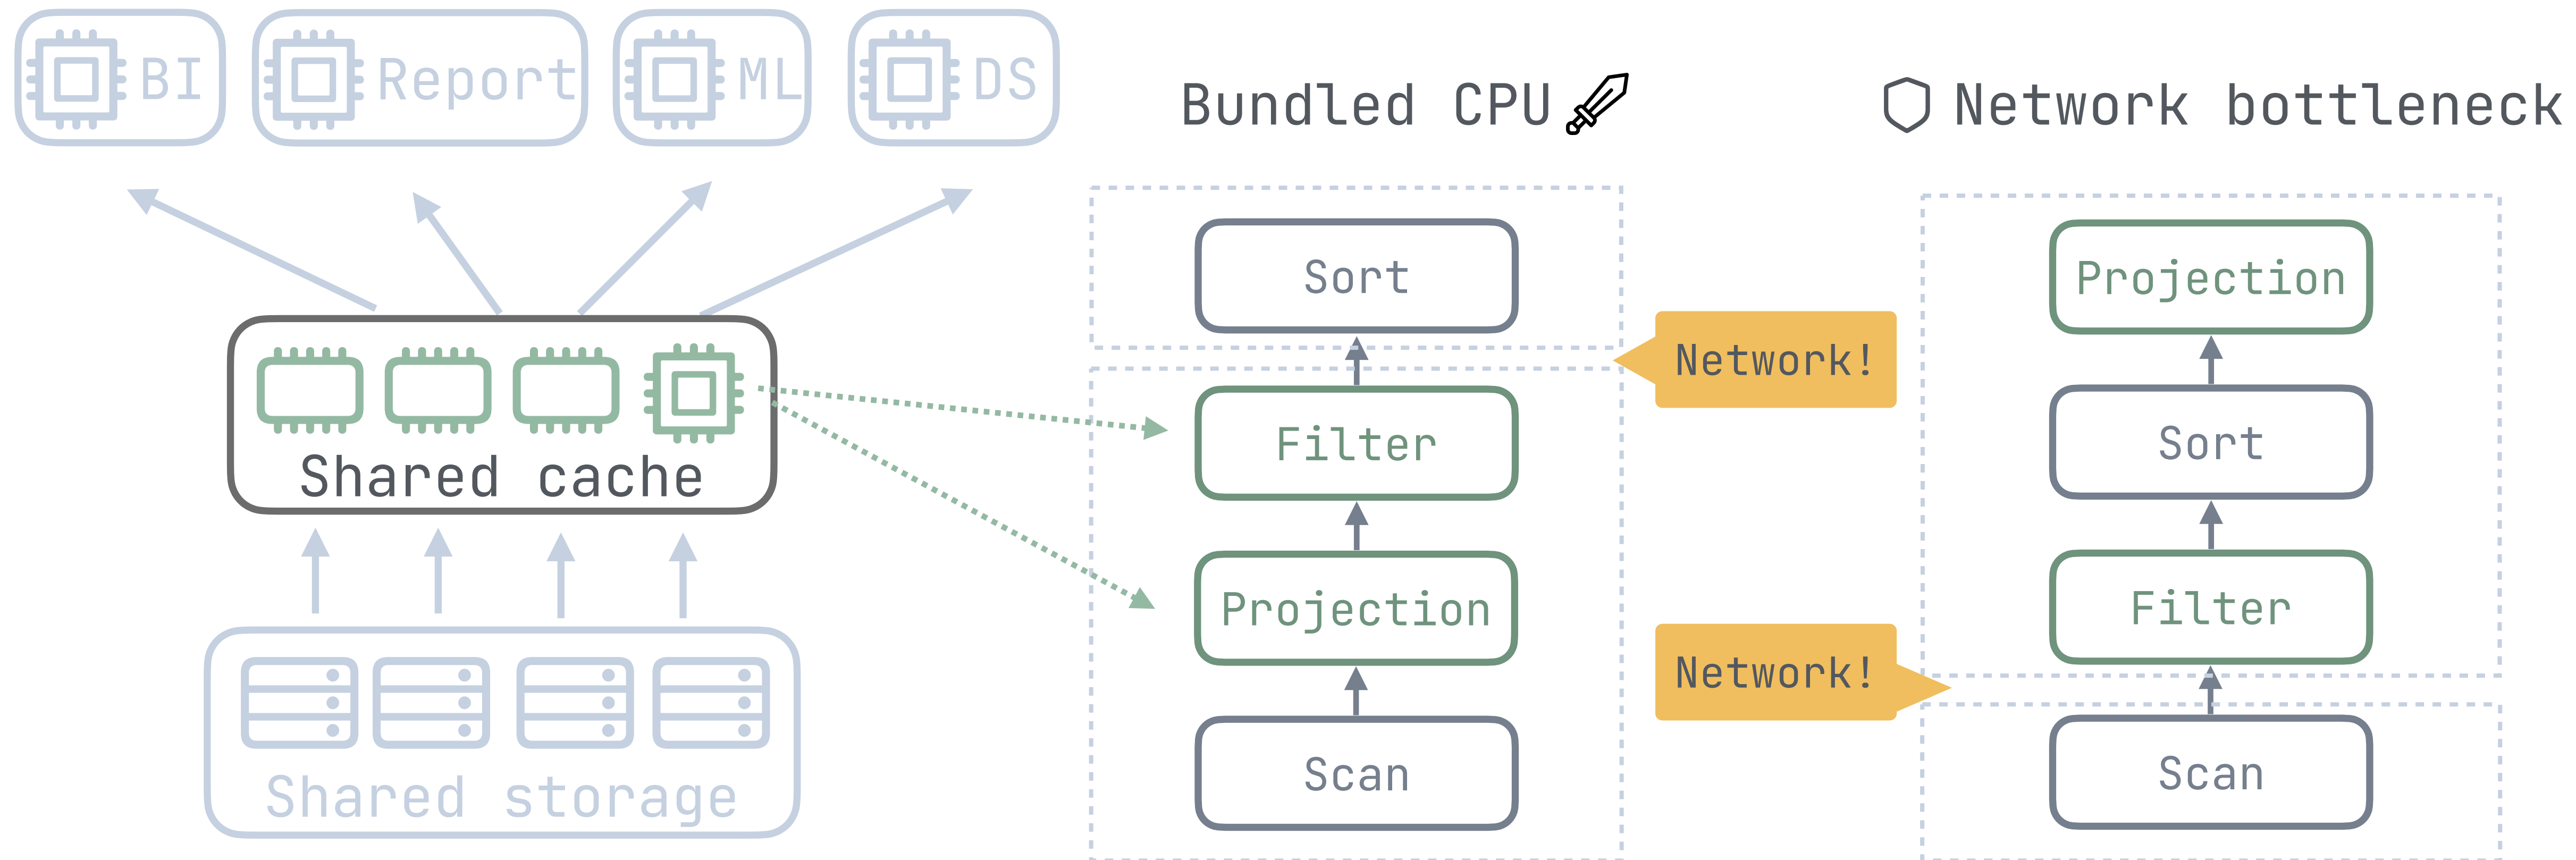 BI
Report
ML
DS
Shared cache
Shared storage
Bundled CPU
Sort
Filter
Projection
Scan
Network!
Network!
Network bottleneck
Projection
Sort
Filter
Scan